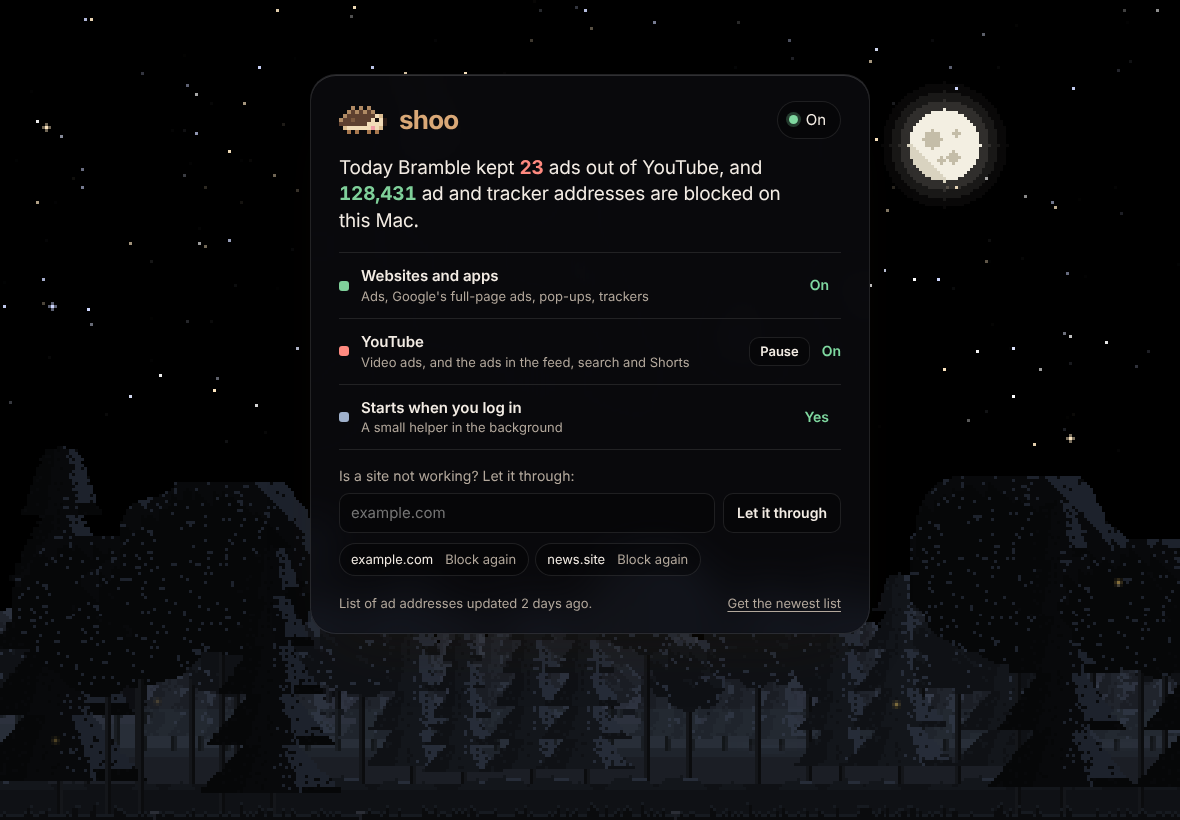 shoo
On
Today Bramble kept 23 ads out of YouTube, and
128,431 ad and tracker addresses are blocked on
this Mac.
Websites and apps
Ads, Google's full-page ads, pop-ups, trackers
On
YouTube
Video ads, and the ads in the feed, search and Shorts
Pause
On
Starts when you log in
A small helper in the background
Yes
Is a site not working? Let it through:
example.com
Let it through
example.com Block again
news.site Block again
List of ad addresses updated 2 days ago.
Get the newest list